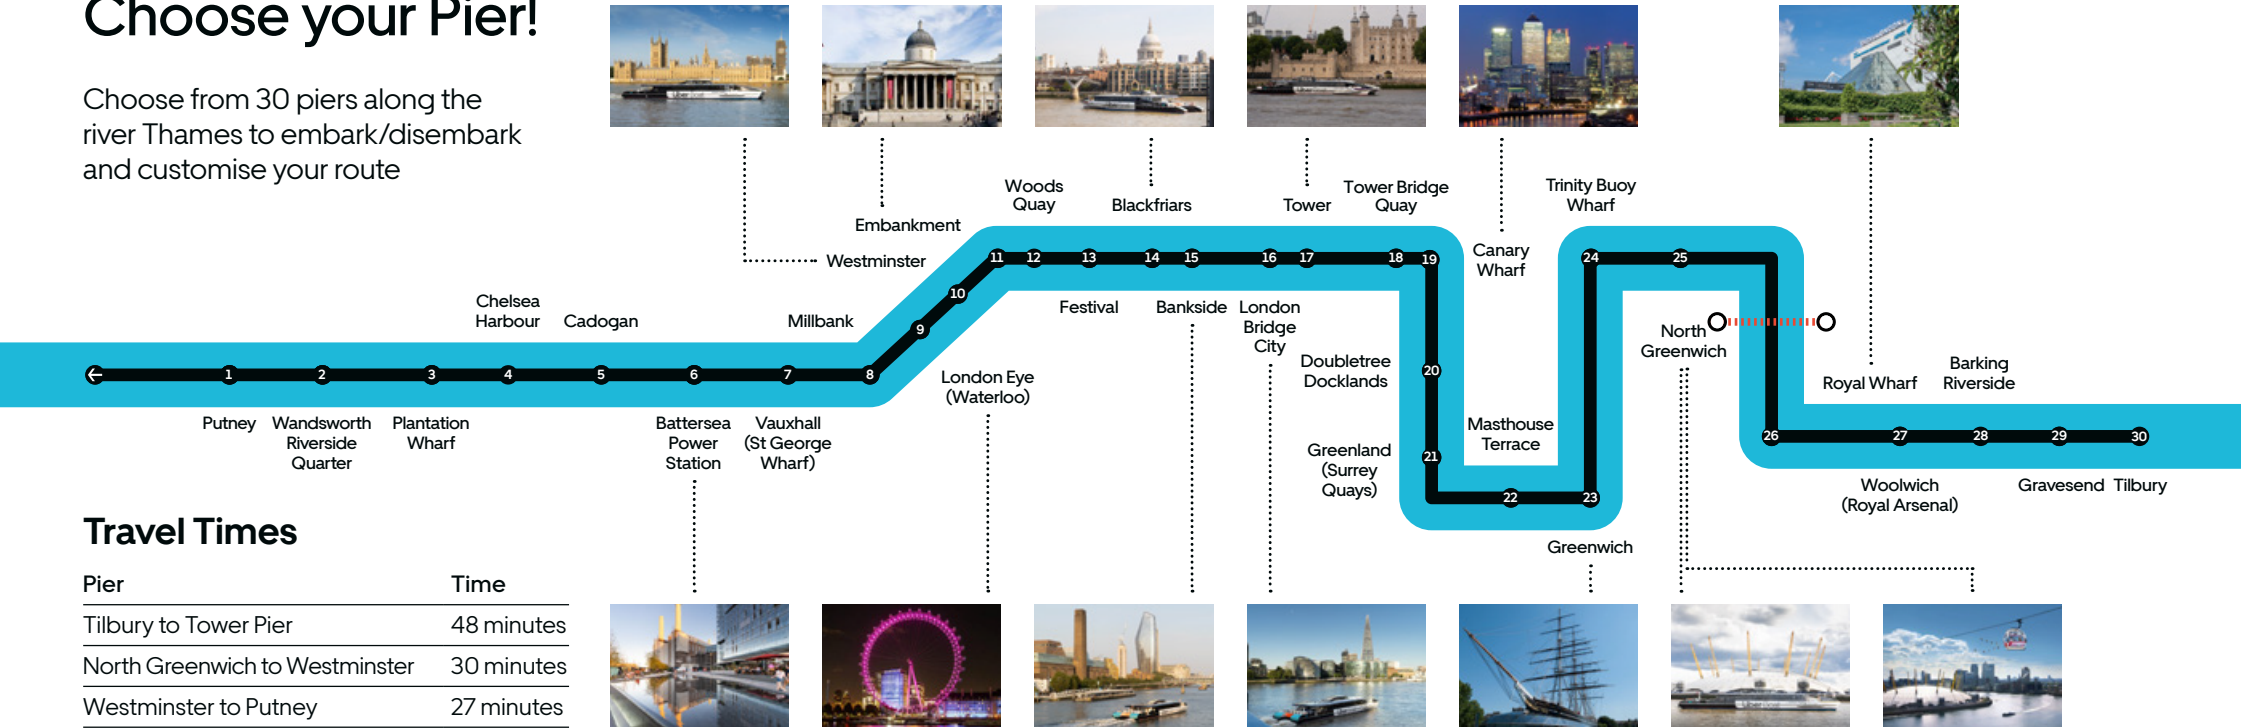 Choose your Pier!
Choose from 30 piers along the
river Thames to embark/disembark
and customise your route
Woods
Quay
Blackfriars
Tower
Tower Bridge
Quay
Trinity Buoy
Wharf
Embankment
Westminster
Canary
Wharf
Chelsea
Harbour
Cadogan
Millbank
11 12 13 14 15 16 17 18 19 24 25
10
9
Festival
Bankside
London
Bridge
City
North
Greenwich
Doubletree
Docklands
20
Royal Wharf
Barking
Riverside
1 2 3 4 5 6 7 8
London Eye
(Waterloo)
Putney
Wandsworth
Riverside
Quarter
Plantation
Wharf
Battersea
Power
Station
Vauxhall
(St George
Wharf)
Masthouse
Terrace
Greenland
(Surrey
Quays)
21
26 27 28 29 30
22 23
Woolwich
(Royal Arsenal)
Gravesend
Tilbury
Greenwich
Travel Times
Pier Time
Tilbury to Tower Pier 48 minutes
North Greenwich to Westminster 30 minutes
Westminster to Putney 27 minutes